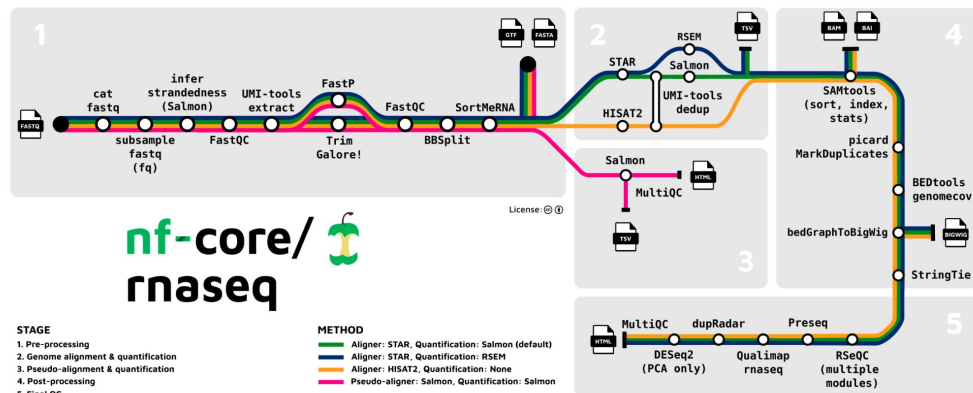 1
GTF
FASTA
FASTQ
cat
fastq
subsample
fastq
(fq)
infer
strandedness
(Salmon)
FastQC
UMI-tools
extract
FastP
Trim
Galore!
FastQC
BBSplit
SortMeRNA
2
TSV
STAR
RSEM
Salmon
UMI-tools
dedup
HISAT2
Salmon
MultiQC
HTML
TSV
3
4
BAM
BAI
SAMtools
(sort, index,
stats)
picard
MarkDuplicates
BEDtools
genomecov
bedGraphToBigWig
BIGWIG
StringTie
5
HTML
MultiQC
DESeq2
(PCA only)
dupRadar
Qualimap
rnaseq
Preseq
RSeQC
(multiple
modules)
License:
nf-core/
rnaseq
STAGE
1. Pre-processing
2. Genome alignment & quantification
3. Pseudo-alignment & quantification
4. Post-processing
5. Final QC
METHOD
Aligner: STAR, Quantification: Salmon (default)
Aligner: STAR, Quantification: RSEM
Aligner: HISAT2, Quantification: None
Pseudo-aligner: Salmon, Quantification: Salmon